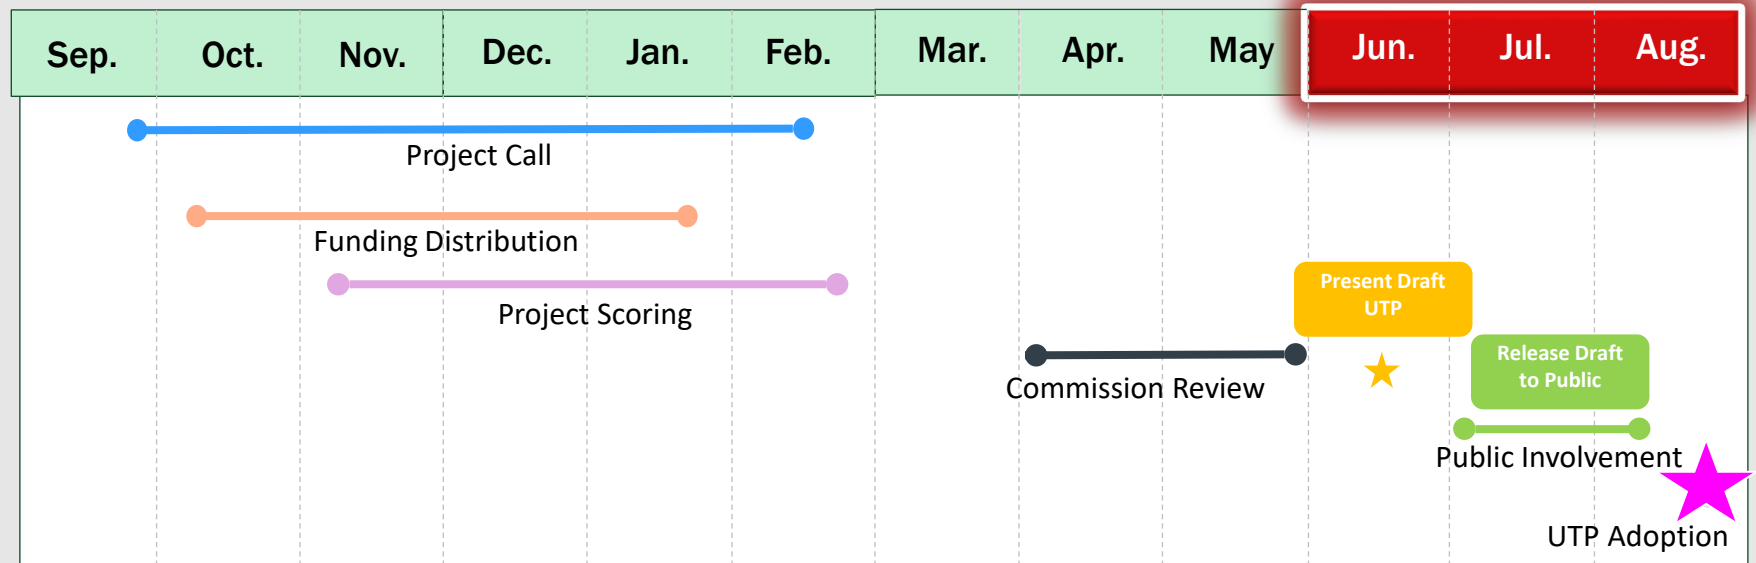 Sep. Oct. Nov. Dec. Jan. Feb. Mar. Apr. May Jun. Jul. Aug.
Project Call
Funding Distribution
Project Scoring
Present Draft
UTP
Commission Review
Release Draft
to Public
Public Involvement
UTP Adoption